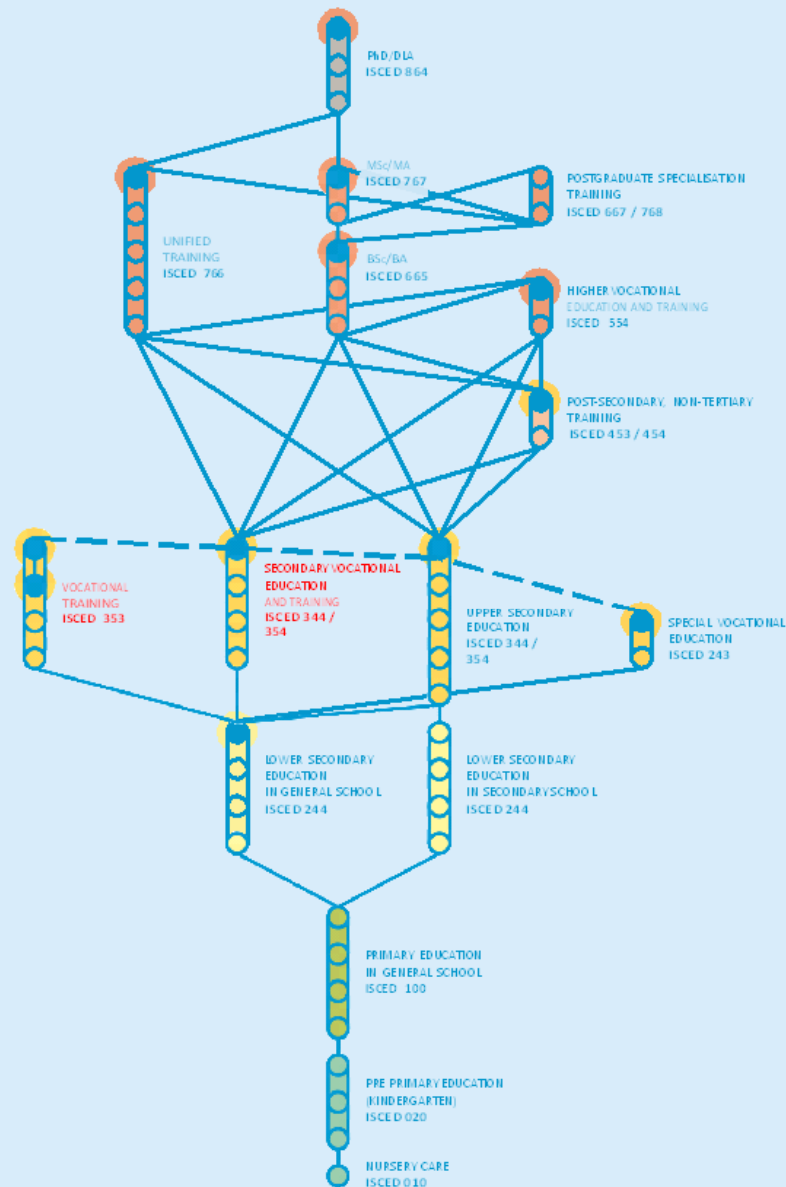 PhD/DLA
ISCED 864
MSc/MA
ISCED 767
POSTGRADUATE SPECIALISATION
TRAINING
ISCED 667 / 768
UNIFIED
TRAINING
ISCED 766
BSc/BA
ISCED 665
HIGHER VOCATIONAL
EDUCATION AND TRAINING
ISCED 554
POST-SECONDARY, NON-TERTIARY
TRAINING
ISCED 453 / 454
VOCATIONAL
TRAINING
ISCED 353
SECONDARY VOCATIONAL
EDUCATION
AND TRAINING
ISCED 344 /
354
UPPER SECONDARY
EDUCATION
ISCED 344 /
354
SPECIAL VOCATIONAL
EDUCATION
ISCED 243
LOWER SECONDARY
EDUCATION
IN GENERAL SCHOOL
ISCED 244
LOWER SECONDARY
EDUCATION
IN SECONDARY SCHOOL
ISCED 244
PRIMARY EDUCATION
IN GENERAL SCHOOL
ISCED 100
PRE PRIMARY EDUCATION
(KINDERGARTEN)
ISCED 020
NURSERY CARE
ISCED 010